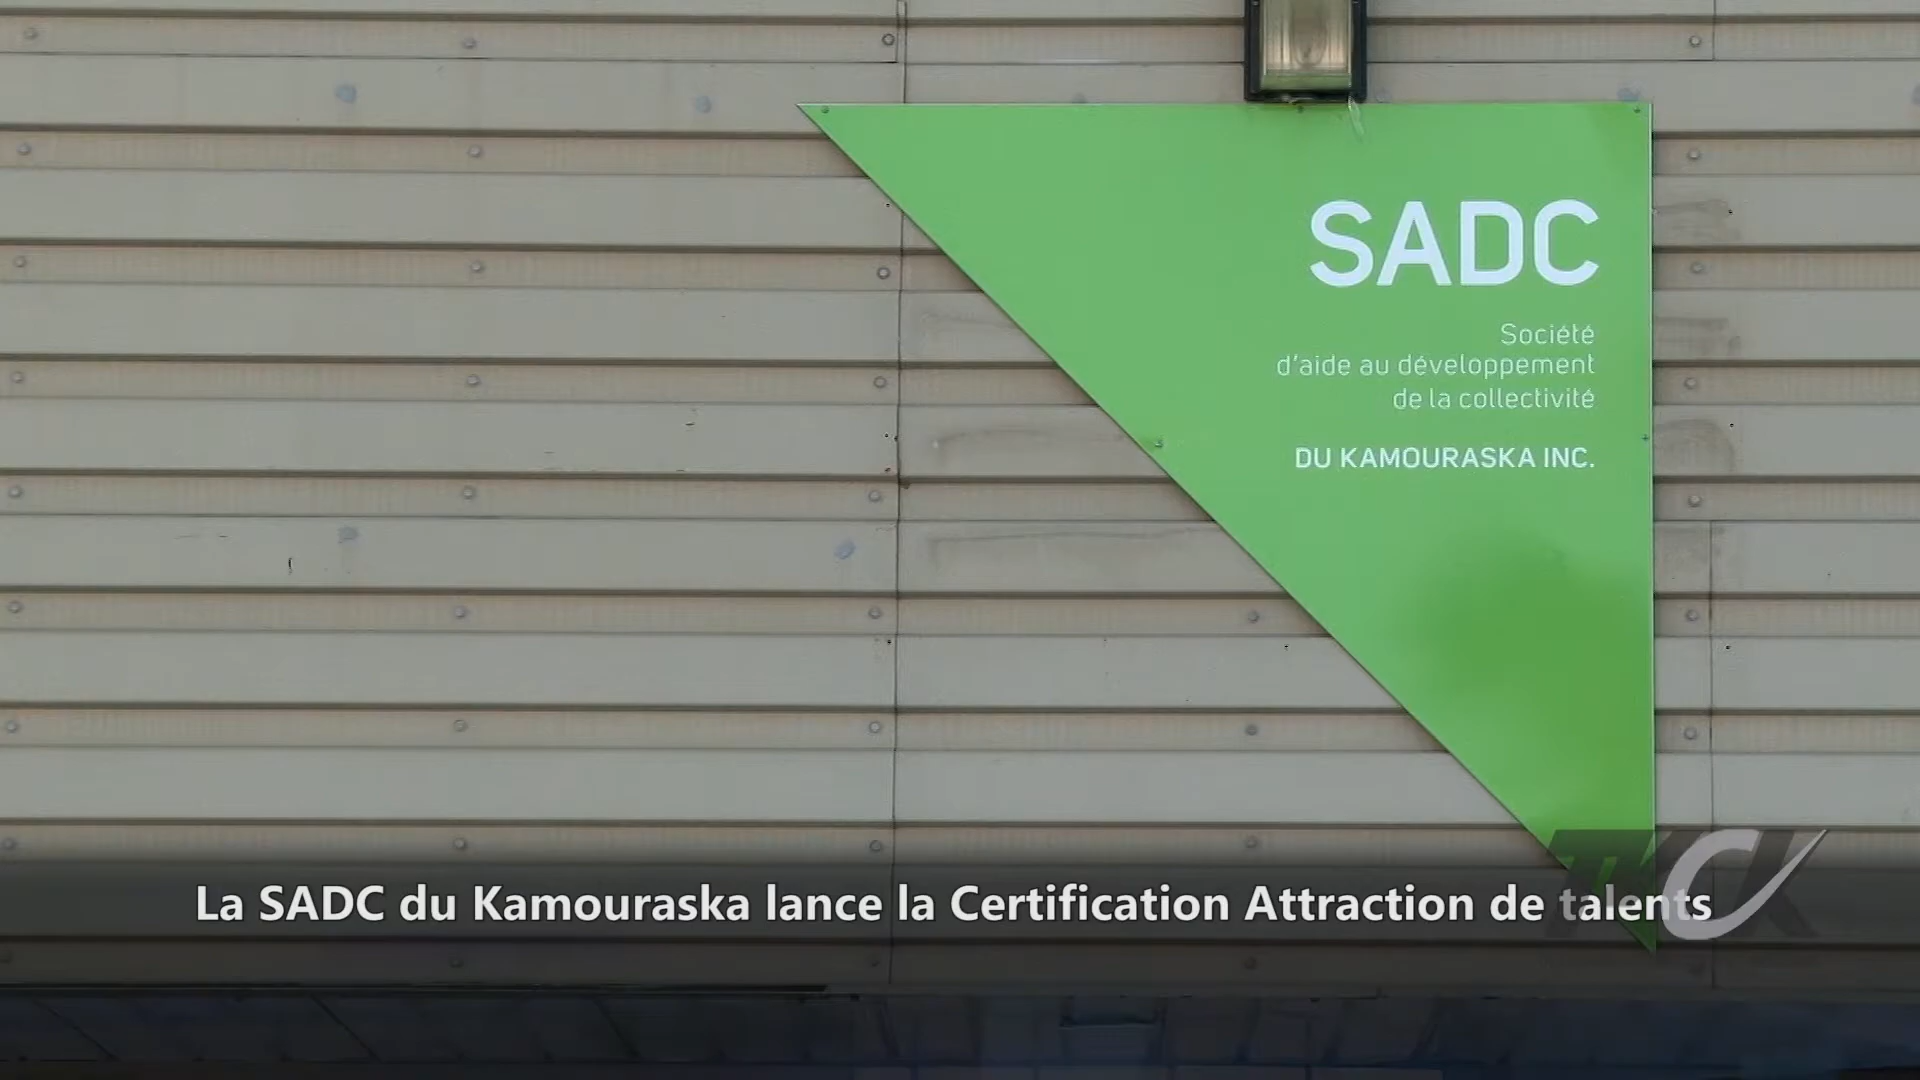 SADC
Société
d'aide au développement
de la collectivité
DU KAMOURASKA INC.
La SADC du Kamouraska lance la Certification Attraction de talents
TVCK